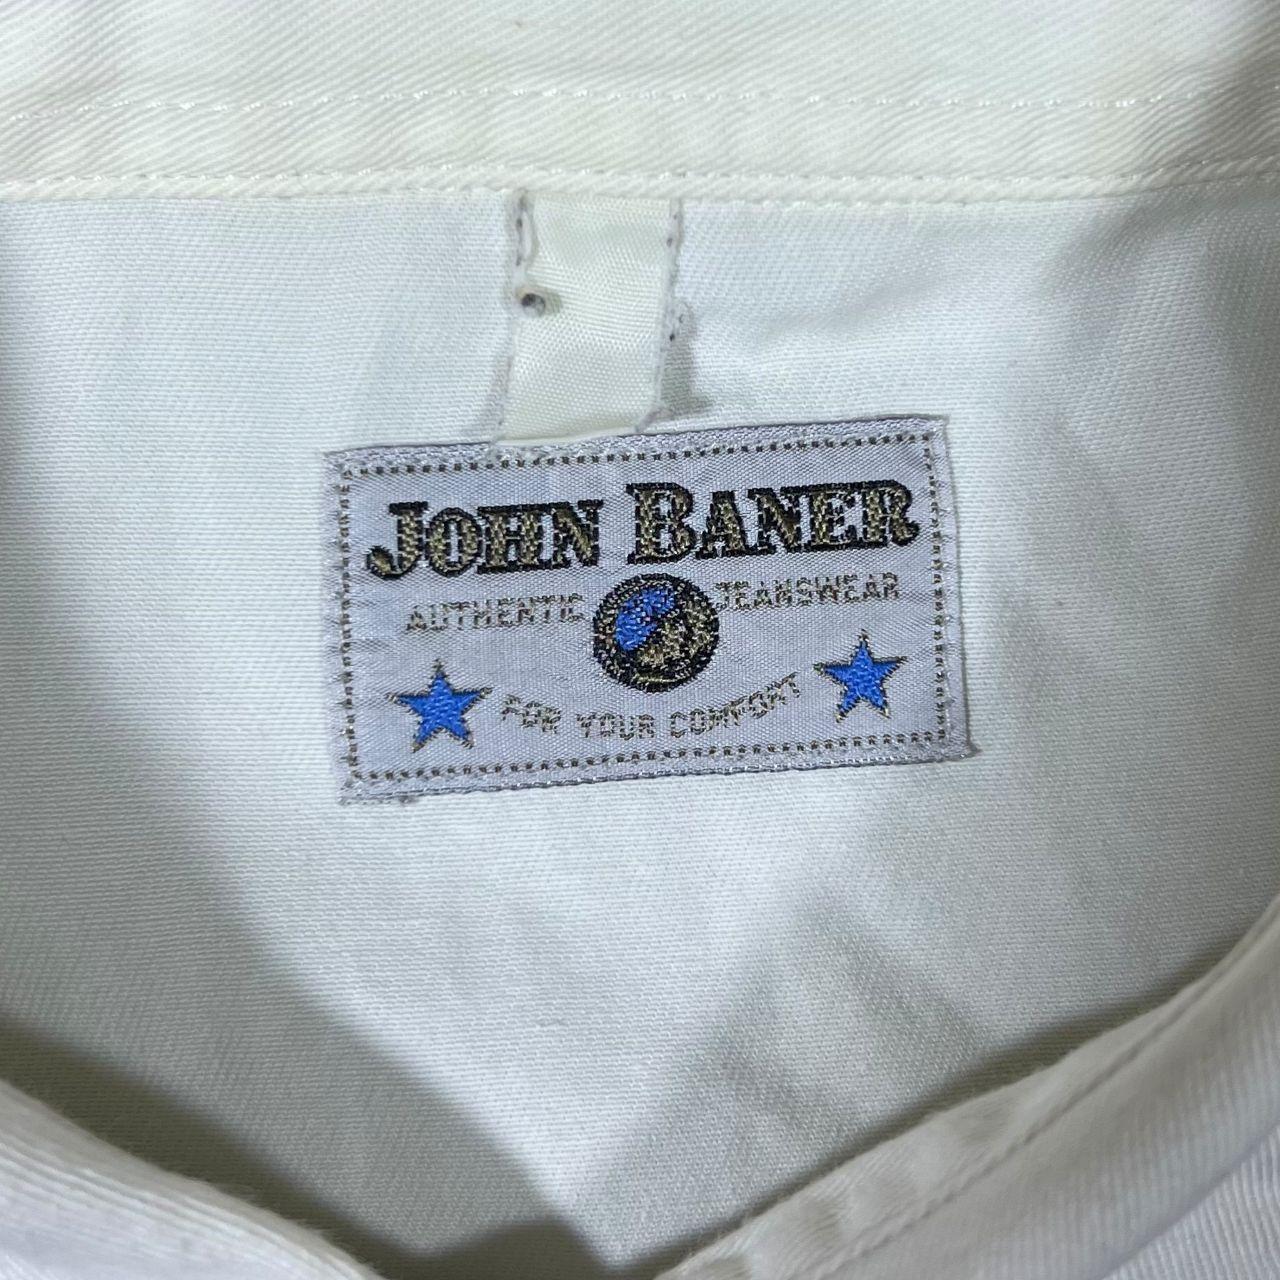 JOHN BANER
AUTHENTIC JEANSWEAR
FOR YOUR COMFORT